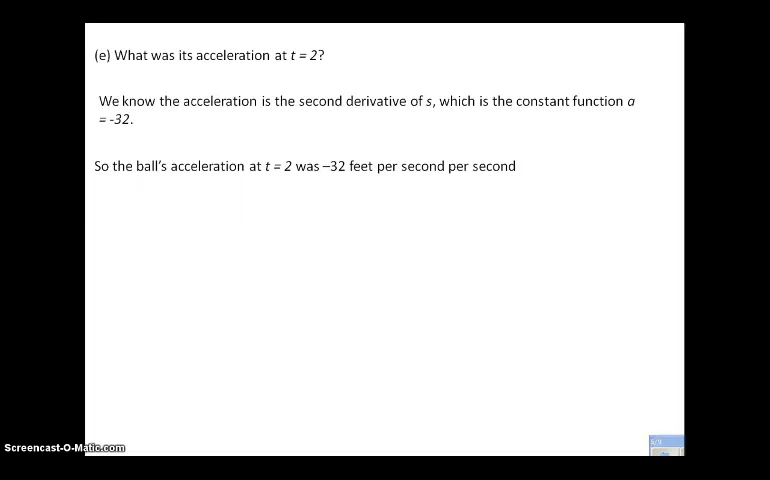 (e) What was its acceleration at t = 2?
We know the acceleration is the second derivative of s, which is the constant function a
= -32.
So the ball's acceleration at t = 2 was –32 feet per second per second
Screencast-O-Matic.com